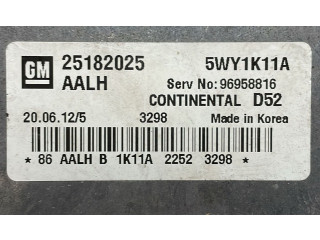 GM 25182025 5WY1K11A
AALH Serv No: 96958816
CONTINENTAL D52
20.06.12/5 3298 Made in Korea
* 86 AALH B 1K11A 2252 3298 *